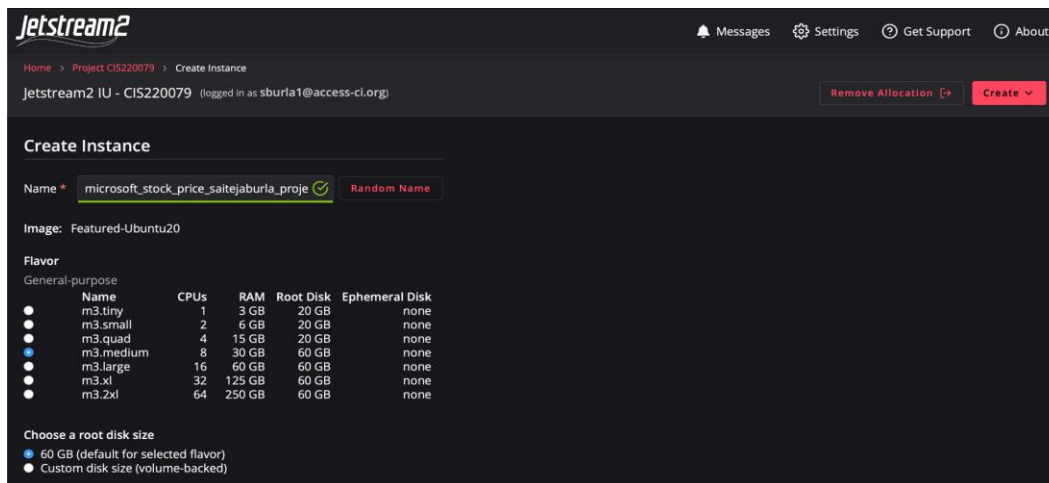 Jetstream2
Messages Settings Get Support About
Home > Project CIS220079 > Create Instance
Jetstream2 IU - CIS220079 (logged in as sburla1@access-ci.org)
Remove Allocation Create
Create Instance
Name * microsoft_stock_price_saitejaburla_proje Random Name
Image: Featured-Ubuntu20
Flavor
General-purpose
Name CPUs RAM Root Disk Ephemeral Disk
m3.tiny 1 3 GB 20 GB none
m3.small 2 6 GB 20 GB none
m3.quad 4 15 GB 20 GB none
m3.medium 8 30 GB 60 GB none
m3.large 16 60 GB 60 GB none
m3.xl 32 125 GB 60 GB none
m3.2xl 64 250 GB 60 GB none
Choose a root disk size
60 GB (default for selected flavor)
Custom disk size (volume-backed)